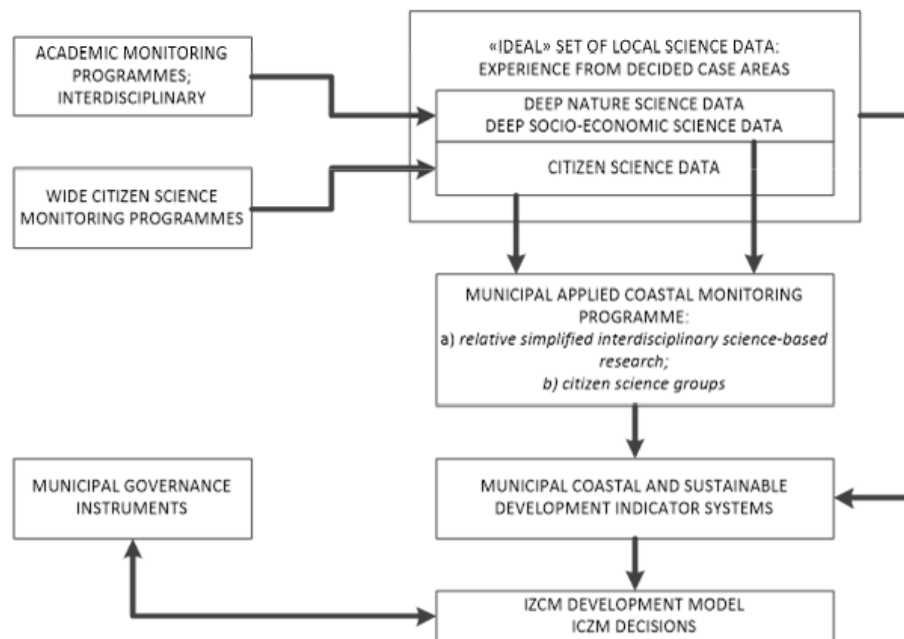 ACADEMIC MONITORING
PROGRAMMES;
INTERDISCIPLINARY
«IDEAL» SET OF LOCAL SCIENCE DATA:
EXPERIENCE FROM DECIDED CASE AREAS
DEEP NATURE SCIENCE DATA
DEEP SOCIO-ECONOMIC SCIENCE DATA
CITIZEN SCIENCE DATA
WIDE CITIZEN SCIENCE
MONITORING PROGRAMMES
MUNICIPAL APPLIED COASTAL MONITORING
PROGRAMME:
a) relative simplified interdisciplinary science-based
research;
b) citizen science groups
MUNICIPAL GOVERNANCE
INSTRUMENTS
MUNICIPAL COASTAL AND SUSTAINABLE
DEVELOPMENT INDICATOR SYSTEMS
IZCM DEVELOPMENT MODEL
ICZM DECISIONS